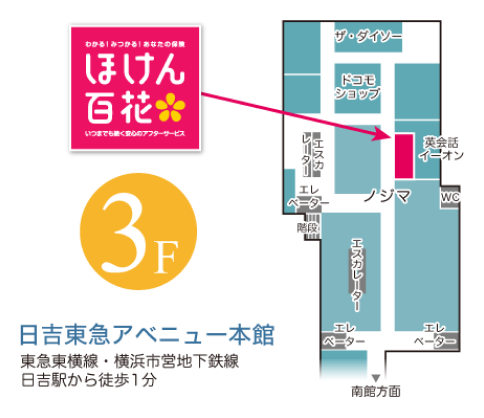 わかる!みつかる!あなたの保険
ほけん
百花
いつまでも続く安心のアフターサービス
3F
日吉東急アベニュー本館
東急東横線・横浜市営地下鉄線
日吉駅から徒歩1分
ザ・ダイソー
ドコモ
ショップ
英会話
イーオン
エスカ
レーター
ノジマ
WC
エレ
ベーター
階段
エスカレーター
エレ
ベーター
エレ
ベーター
南館方面